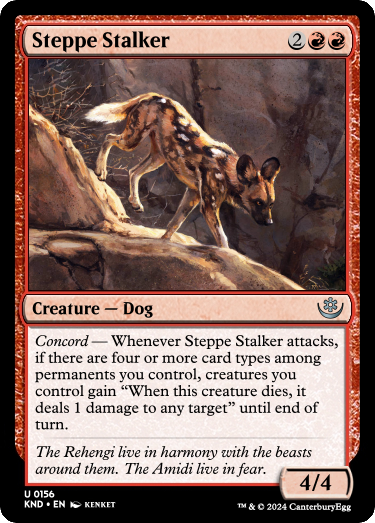 Steppe Stalker 2
Creature — Dog
Concord — Whenever Steppe Stalker attacks,
if there are four or more card types among
permanents you control, creatures you
control gain “When this creature dies, it
deals 1 damage to any target” until end of
turn.
The Rehengi live in harmony with the beasts
around them. The Amidi live in fear.
4/4
U 0156
KND • EN KENKET
™ & © 2024 CanterburyEgg